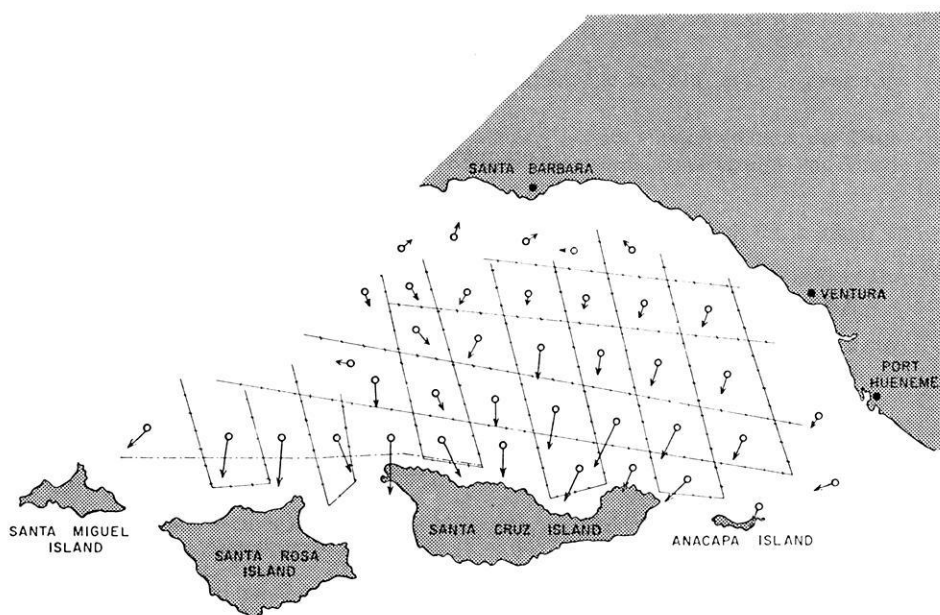 SANTA BARBARA
VENTURA
PORT
HUENEME
SANTA MIGUEL
ISLAND
SANTA ROSA
ISLAND
SANTA CRUZ ISLAND
ANACAPA ISLAND